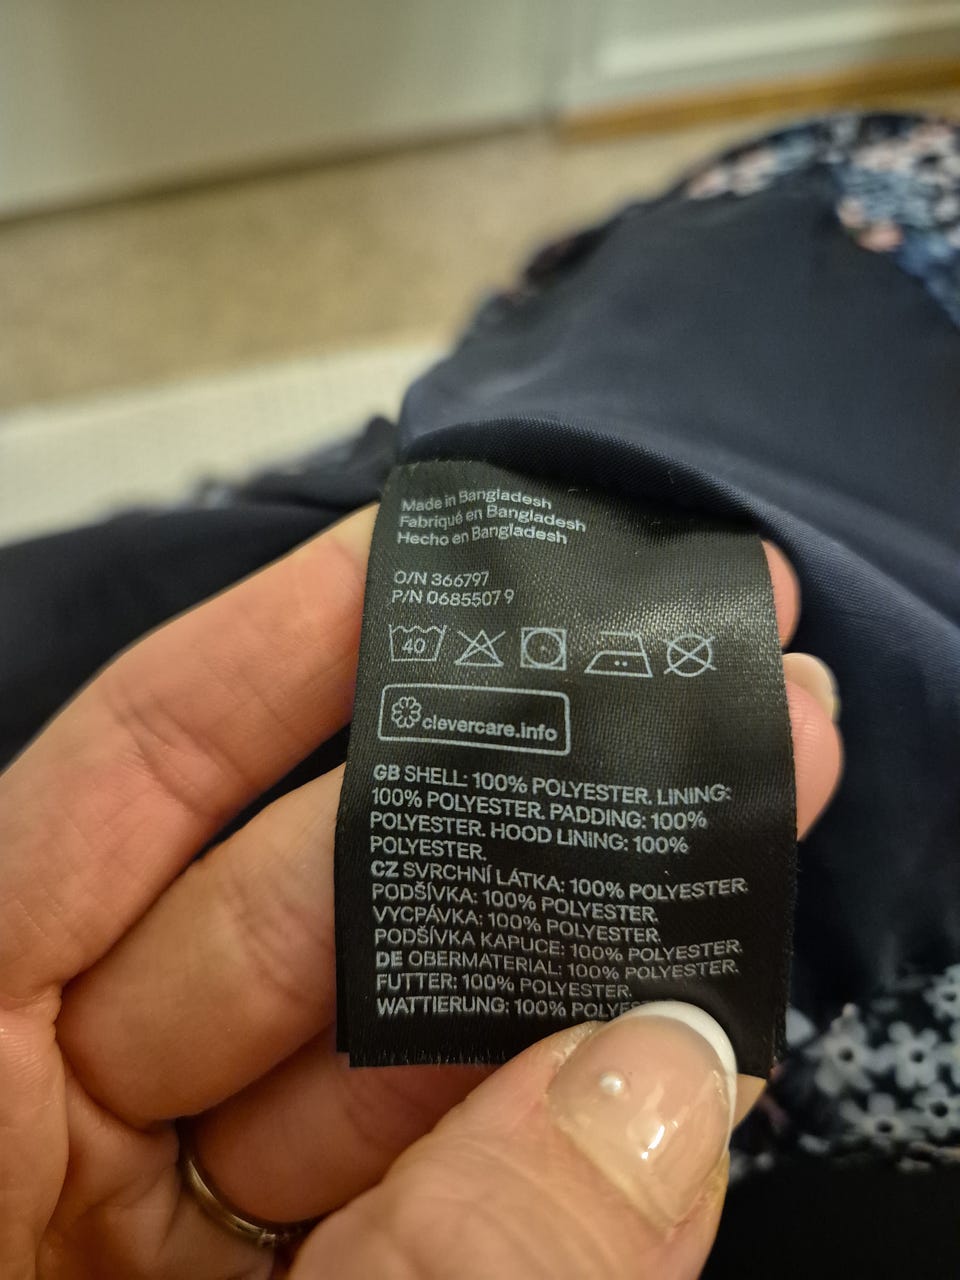 Made in Bangladesh
Fabriqué en Bangladesh
Hecho en Bangladesh
O/N 366797
P/N 0685507 9
40
clevercare.info
GB SHELL: 100% POLYESTER. LINING:
100% POLYESTER. PADDING: 100%
POLYESTER. HOOD LINING: 100%
POLYESTER.
CZ SVRCHNÍ LÁTKA: 100% POLYESTER.
PODŠÍVKA: 100% POLYESTER.
VYCPÁVKA: 100% POLYESTER.
PODŠÍVKA KAPUCE: 100% POLYESTER.
DE OBERMATERIAL: 100% POLYESTER.
FUTTER: 100% POLYESTER.
WATTIERUNG: 100%